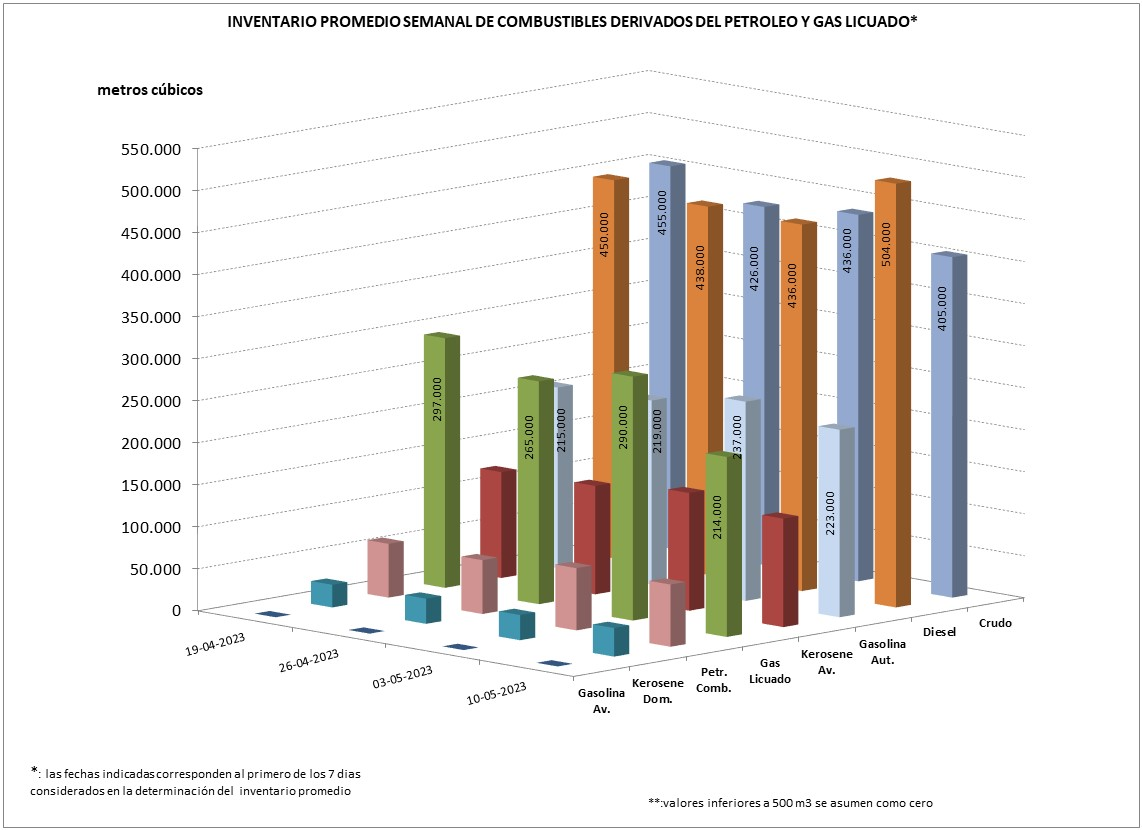 INVENTARIO PROMEDIO SEMANAL DE COMBUSTIBLES DERIVADOS DEL PETROLEO Y GAS LICUADO*
metros cúbicos
550.000
500.000
450.000
400.000
350.000
300.000
250.000
200.000
150.000
100.000
50.000
0
450.000
455.000
438.000
426.000
436.000
436.000
504.000
405.000
297.000
265.000
215.000
290.000
219.000
237.000
214.000
223.000
19-04-2023
26-04-2023
03-05-2023
10-05-2023
Gasolina
Av.
Kerosene
Dom.
Petr.
Comb.
Gas
Licuado
Kerosene
Av.
Gasolina
Aut.
Diesel
Crudo
*: las fechas indicadas corresponden al primero de los 7 dias
considerados en la determinación del inventario promedio
**:valores inferiores a 500 m3 se asumen como cero